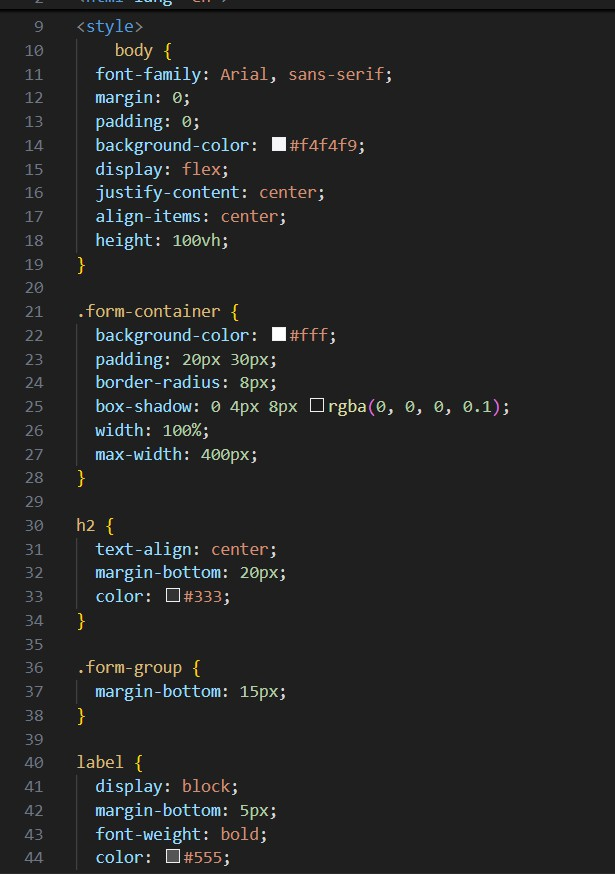 2 <html lang="en">
9 <style>
10 body {
11 font-family: Arial, sans-serif;
12 margin: 0;
13 padding: 0;
14 background-color: #f4f4f9;
15 display: flex;
16 justify-content: center;
17 align-items: center;
18 height: 100vh;
19 }
20
21 .form-container {
22 background-color: #fff;
23 padding: 20px 30px;
24 border-radius: 8px;
25 box-shadow: 0 4px 8px rgba(0, 0, 0, 0.1);
26 width: 100%;
27 max-width: 400px;
28 }
29
30 h2 {
31 text-align: center;
32 margin-bottom: 20px;
33 color: #333;
34 }
35
36 .form-group {
37 margin-bottom: 15px;
38 }
39
40 label {
41 display: block;
42 margin-bottom: 5px;
43 font-weight: bold;
44 color: #555;